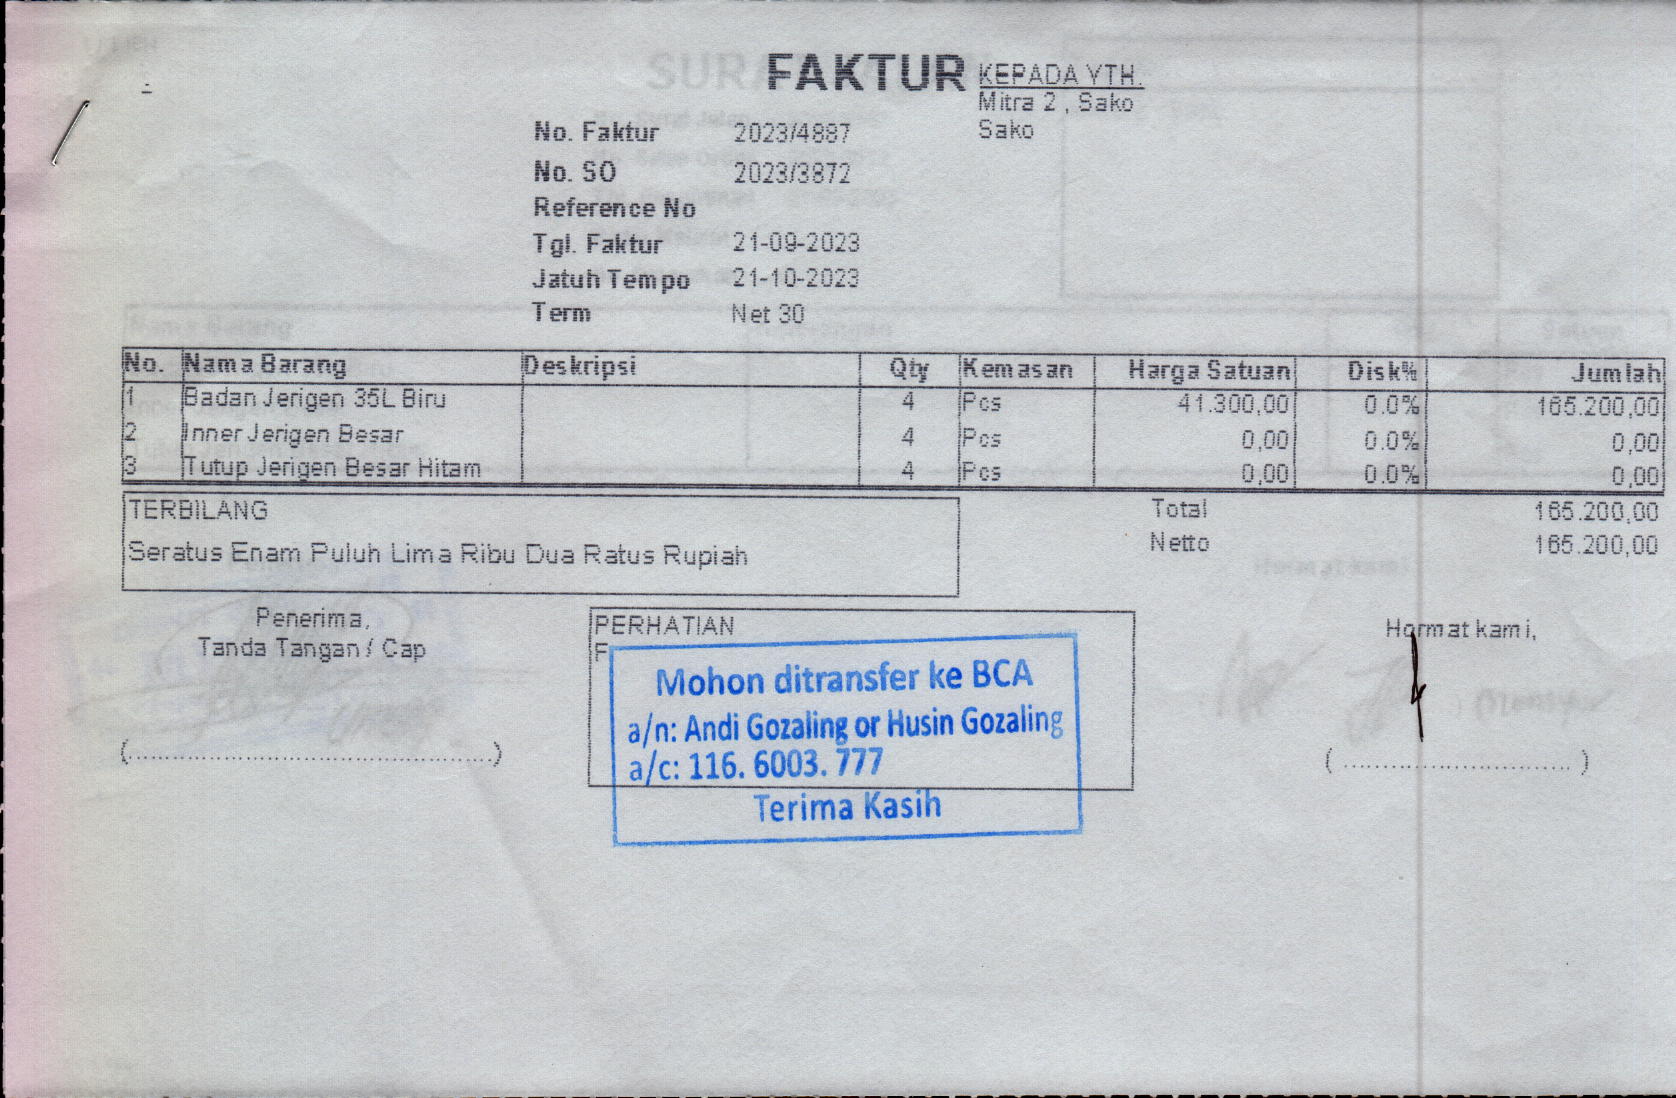 FAKTUR
KEPADA YTH.
Mitra 2 , Sako
Sako
No. Faktur 2023/4887
No. SO 2023/3872
Reference No
Tgl. Faktur 21-09-2023
Jatuh Tempo 21-10-2023
Term Net 30
No. Nama Barang Deskripsi Qty Kemasan Harga Satuan Disk% Jumlah
1 Badan Jerigen 35L Biru 4 Pcs 41.300,00 0.0% 165.200,00
2 Inner Jerigen Besar 4 Pcs 0,00 0.0% 0,00
3 Tutup Jerigen Besar Hitam 4 Pcs 0,00 0.0% 0,00
TERBILANG
Seratus Enam Puluh Lima Ribu Dua Ratus Rupiah
Total 165.200,00
Netto 165.200,00
Penerima,
Tanda Tangan / Cap
(....................................................)
PERHATIAN
Mohon ditransfer ke BCA
a/n: Andi Gozaling or Husin Gozaling
a/c: 116. 6003. 777
Terima Kasih
Hormat kami,
( ................................ )